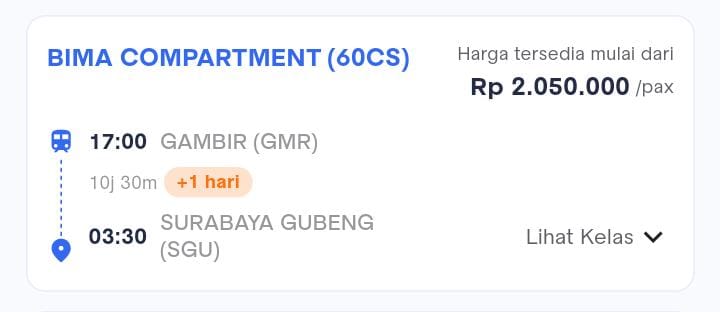 BIMA COMPARTMENT (60CS)
Harga tersedia mulai dari
Rp 2.050.000 /pax
17:00 GAMBIR (GMR)
10j 30m +1 hari
03:30 SURABAYA GUBENG
(SGU)
Lihat Kelas